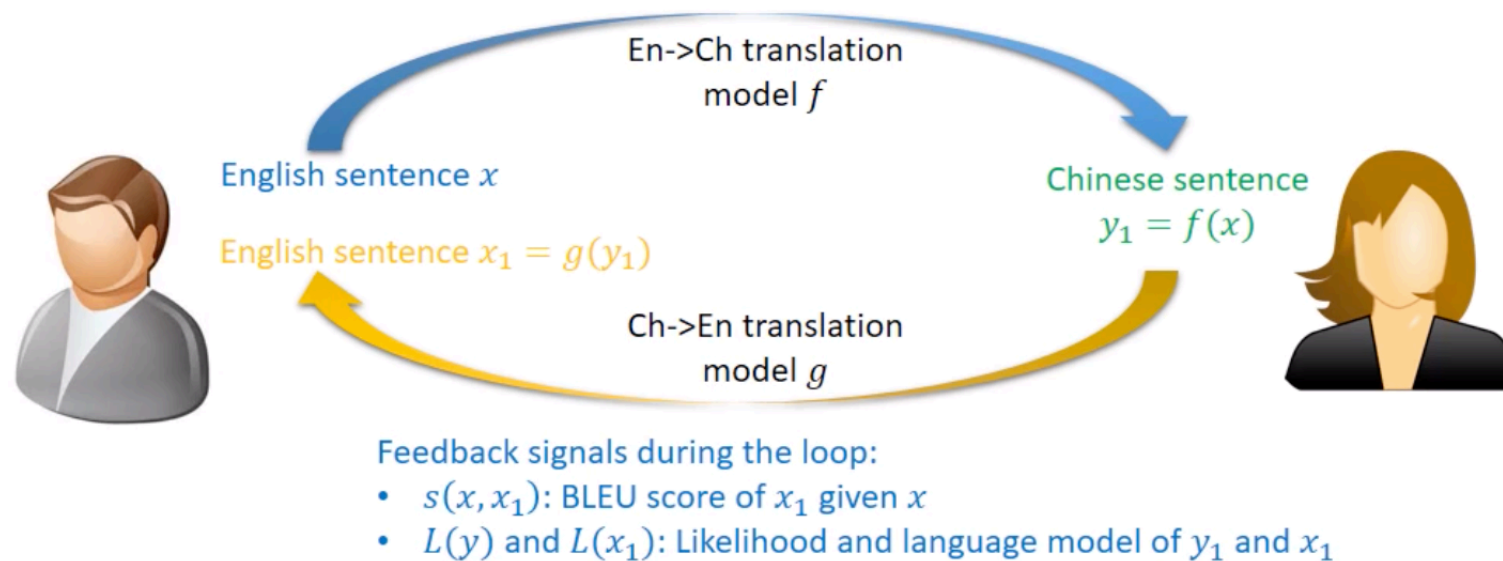 En->Ch translation
model f
English sentence x
Chinese sentence
y₁ = f(x)
English sentence x₁ = g(y₁)
Ch->En translation
model g
Feedback signals during the loop:
• s(x, x₁): BLEU score of x₁ given x
• L(y) and L(x₁): Likelihood and language model of y₁ and x₁